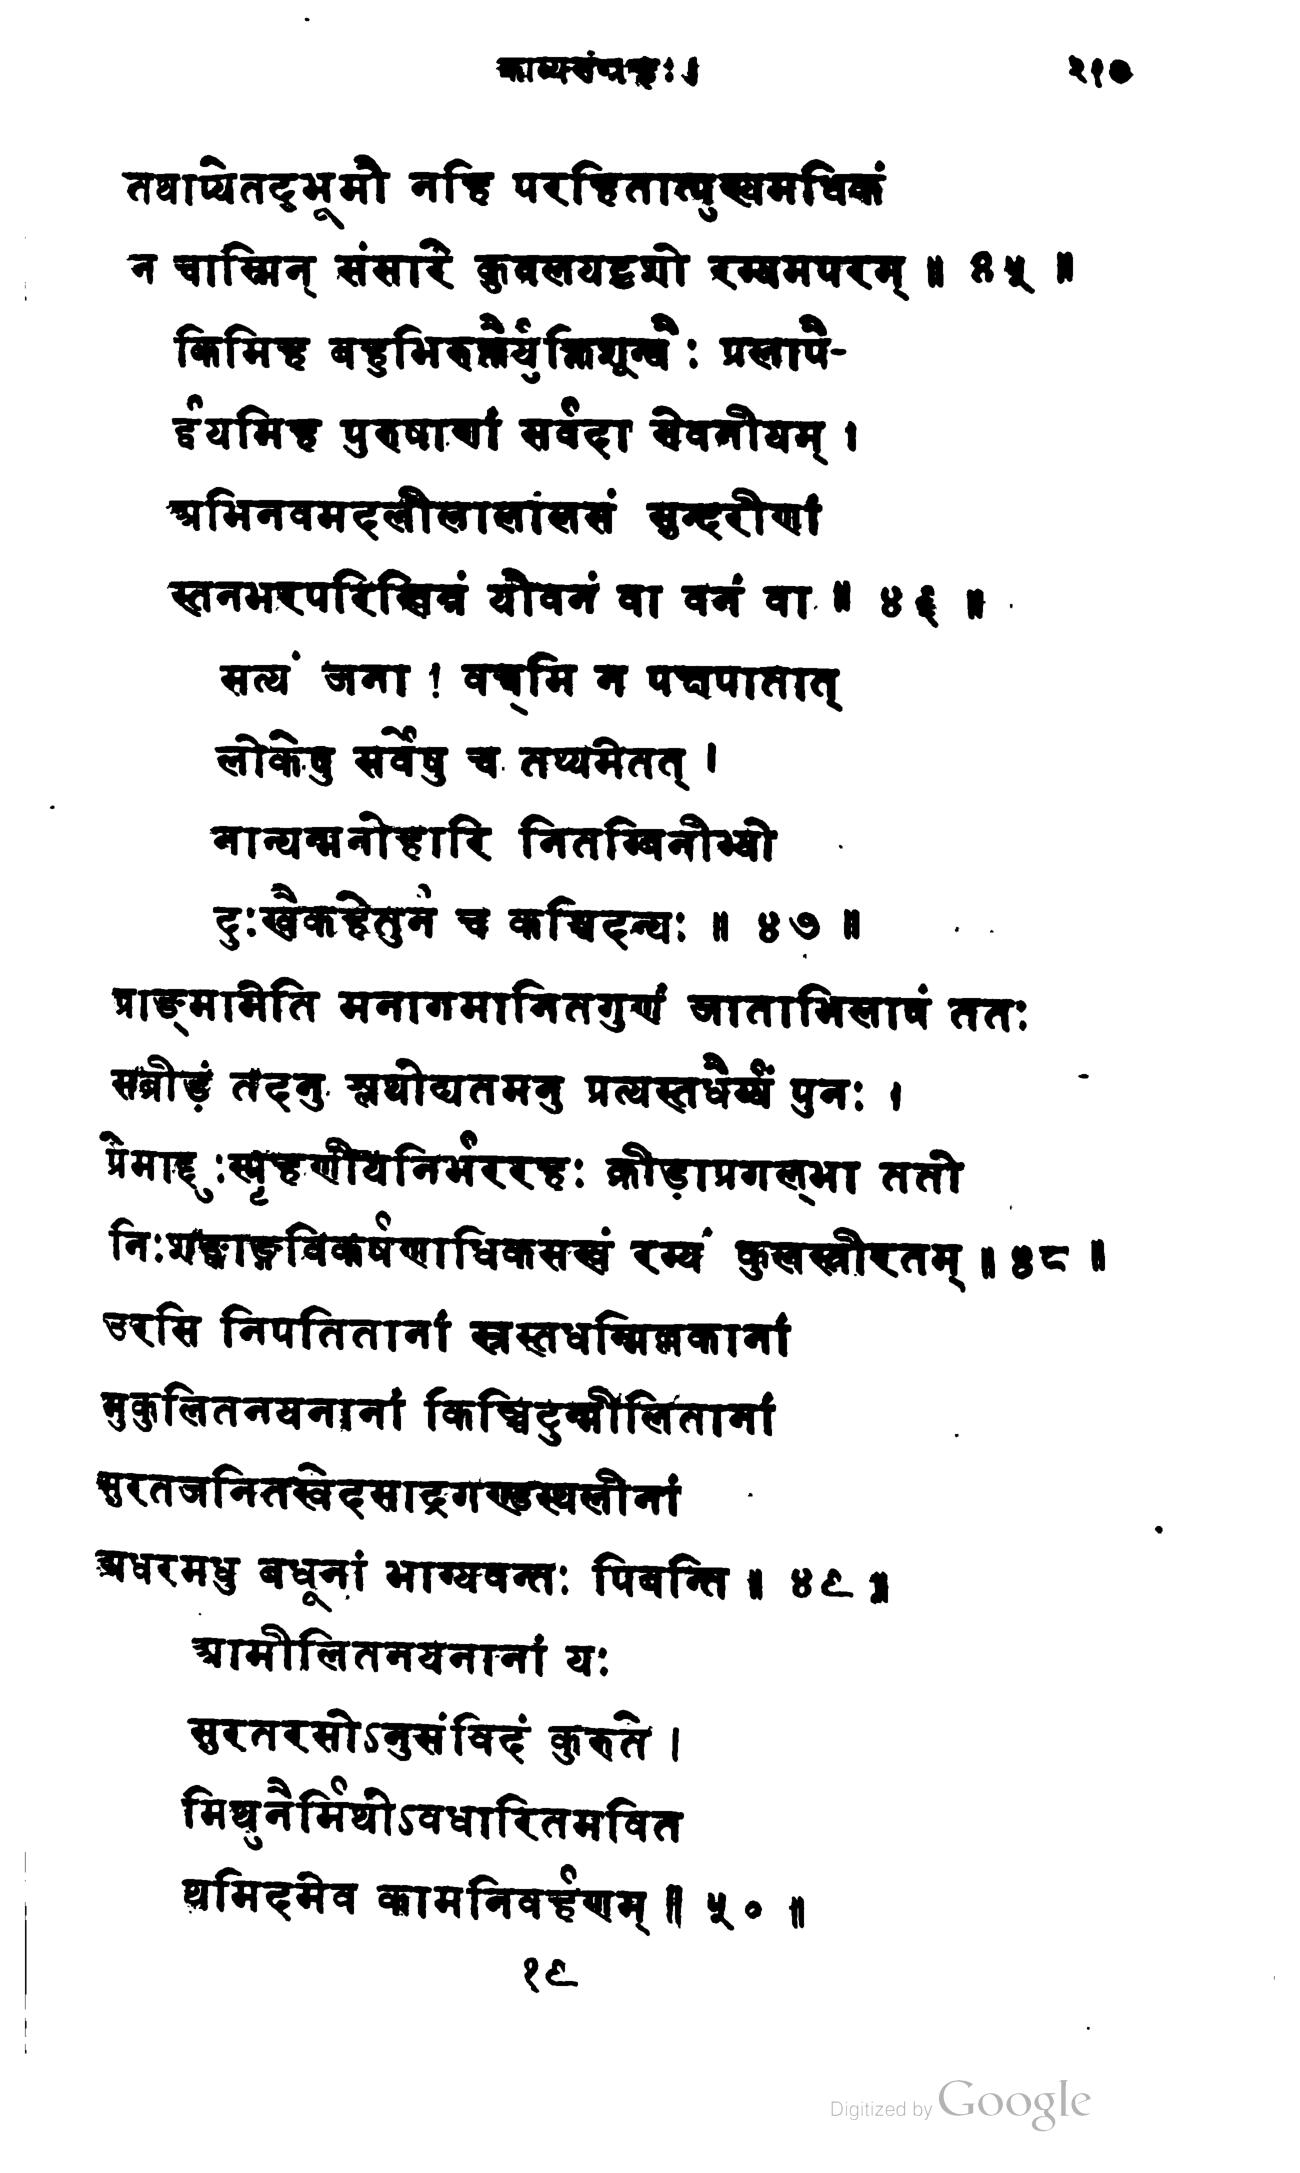 काव्यसंग्रहः। २१७
तथाप्येतद्भूमौ नहि परहितात्पुण्यमधिकं
न चास्मिन् संसारे कुवलयदृशो रम्यमपरम् ॥ ४५ ॥
किमिह बहुभिरुक्तैर्युक्तिशून्यैः प्रलापै-
र्द्वयमिह पुरुषाणां सर्वदा सेवनीयम् ।
अभिनवमदलीलालालसं सुन्दरीणां
स्तनभरपरिखिन्नं यौवनं वा वनं वा ॥ ४६ ॥
सत्यं जना ! वच्मि न पक्षपातात्
लोकेषु सर्वेषु च तथ्यमेतत् ।
नान्यन्मनोहारि नितम्बिनीभ्यो
दुःखैकहेतुर्न च कश्चिदन्यः ॥ ४७ ॥
प्राङ्मामेति मनागमानितगुणं जाताभिलाषं ततः
सव्रीडं तदनु श्लथोद्यतमनु प्रत्यस्तधैर्य्यं पुनः ।
प्रेमार्द्रः स्पृहणीयनिर्भररहः क्रीडाप्रगल्भा ततो
निःशङ्काङ्गविकर्षणाधिकसखं रम्यं कुलस्त्रीरतम् ॥ ४८ ॥
उरसि निपतितानां स्रस्तधम्मिल्लकानां
मुकुलितनयनानां किञ्चिदुन्मीलितानां
सुरतजनितखेदसार्द्रगण्डस्थलीनां
अधरमधु बधूनां भाग्यवन्तः पिबन्ति ॥ ४९ ॥
आमीलितनयनानां यः
सुरतरसोऽनुसंविदं कुरुते ।
मिथुनैर्मिथोऽवधारितमवित
थमिदमेव कामनिवर्हणम् ॥ ५० ॥
१९
Digitized by Google